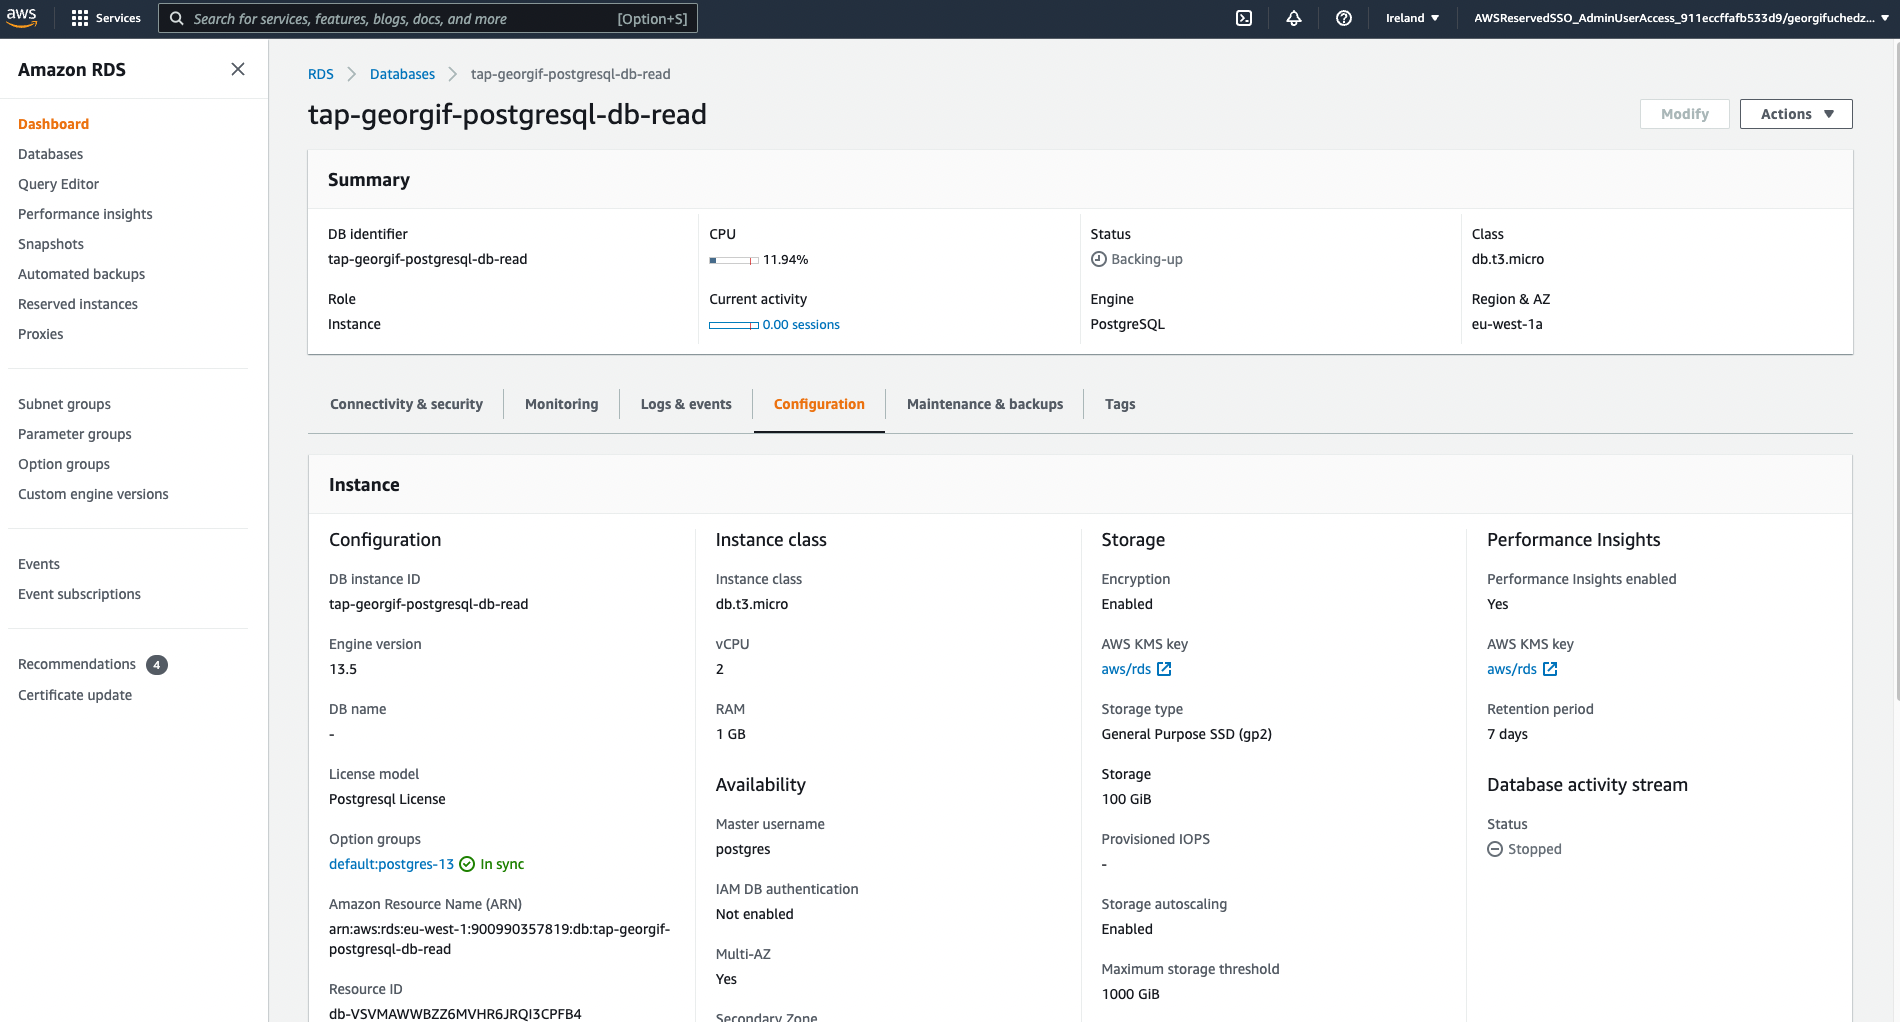 aws
Services
Search for services, features, blogs, docs, and more
[Option+S]
Ireland ▼
AWSReservedSSO_AdminUserAccess_911eccffafb533d9/georgifuchedz... ▼
Amazon RDS
Dashboard
Databases
Query Editor
Performance insights
Snapshots
Automated backups
Reserved instances
Proxies
Subnet groups
Parameter groups
Option groups
Custom engine versions
Events
Event subscriptions
Recommendations 4
Certificate update
RDS > Databases > tap-georgif-postgresql-db-read
tap-georgif-postgresql-db-read
Modify
Actions ▼
Summary
DB identifier
tap-georgif-postgresql-db-read
CPU
11.94%
Status
Backing-up
Class
db.t3.micro
Role
Instance
Current activity
0.00 sessions
Engine
PostgreSQL
Region & AZ
eu-west-1a
Connectivity & security
Monitoring
Logs & events
Configuration
Maintenance & backups
Tags
Instance
Configuration
DB instance ID
tap-georgif-postgresql-db-read
Engine version
13.5
DB name
-
License model
Postgresql License
Option groups
default:postgres-13 In sync
Amazon Resource Name (ARN)
arn:aws:rds:eu-west-1:900990357819:db:tap-georgif-
postgresql-db-read
Resource ID
db-VSVMAWWBZZ6MVHR6JRQI3CPFB4
Instance class
Instance class
db.t3.micro
vCPU
2
RAM
1 GB
Availability
Master username
postgres
IAM DB authentication
Not enabled
Multi-AZ
Yes
Secondary Zone
Storage
Encryption
Enabled
AWS KMS key
aws/rds
Storage type
General Purpose SSD (gp2)
Storage
100 GiB
Provisioned IOPS
-
Storage autoscaling
Enabled
Maximum storage threshold
1000 GiB
Performance Insights
Performance Insights enabled
Yes
AWS KMS key
aws/rds
Retention period
7 days
Database activity stream
Status
Stopped